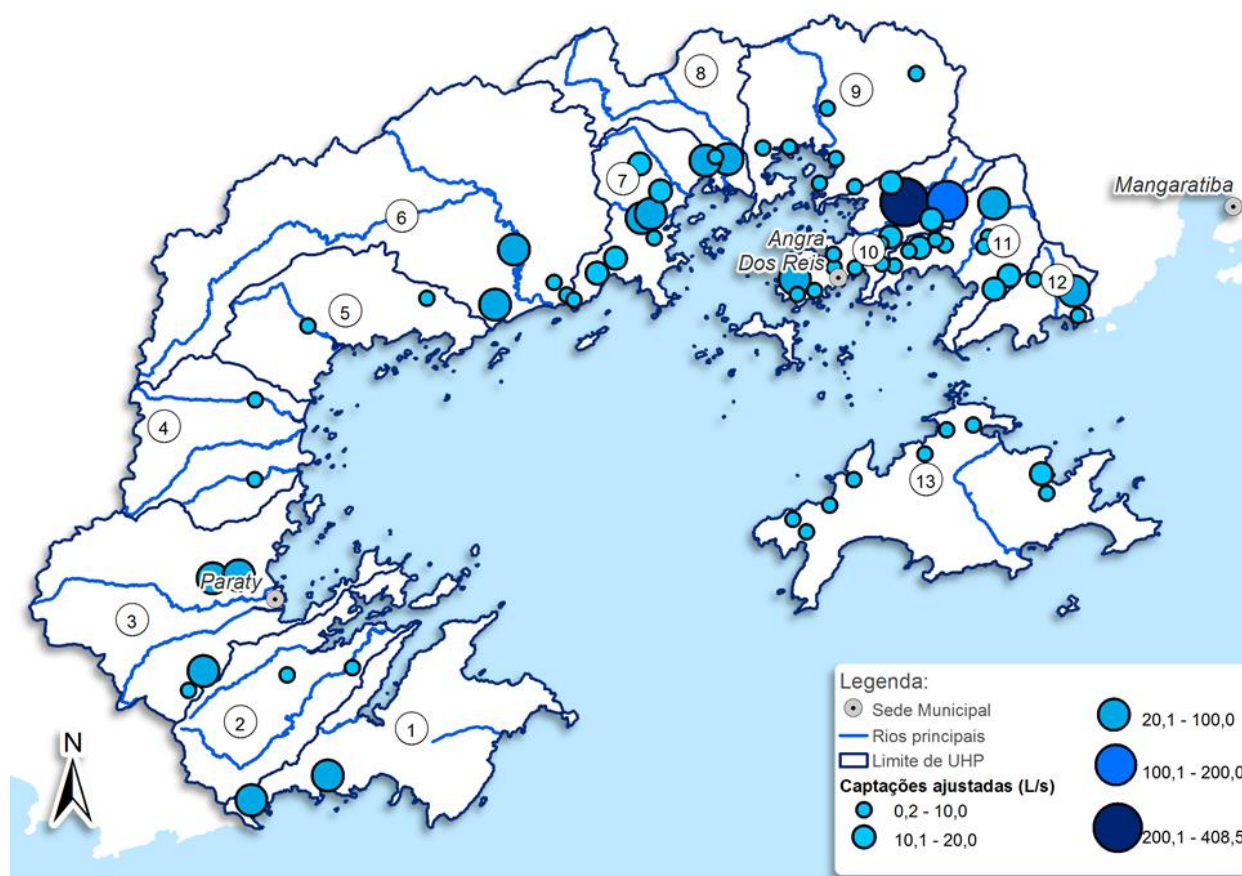 8
9
7
Mangaratiba
6
Angra
Dos Reis
10
11
12
5
4
13
Paraty
3
2
1
N
Legenda:
Sede Municipal
Rios principais
Limite de UHP
Captações ajustadas (L/s)
0,2 - 10,0
10,1 - 20,0
20,1 - 100,0
100,1 - 200,0
200,1 - 408,5